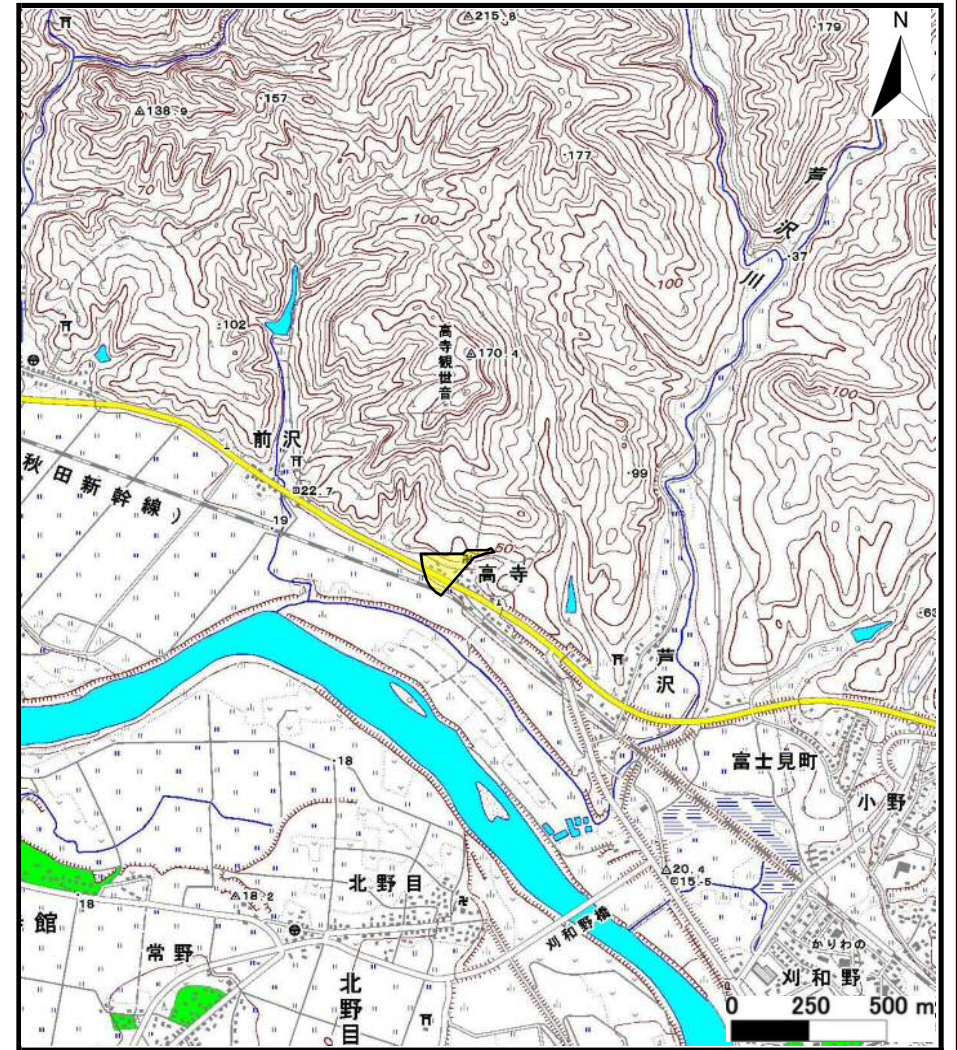 215.8
179
N
138.9
157
177
芦沢川
70
100
37
100
102
高寺観世音
170.4
100
前沢
秋田新幹線）
99
22.7
19
50
高寺
63
芦沢
18
富士見町
小野
20.4
15.5
北野目
18.2
18
館
刈和野橋
常野
かりわの
北野目
刈和野
0 250 500 m